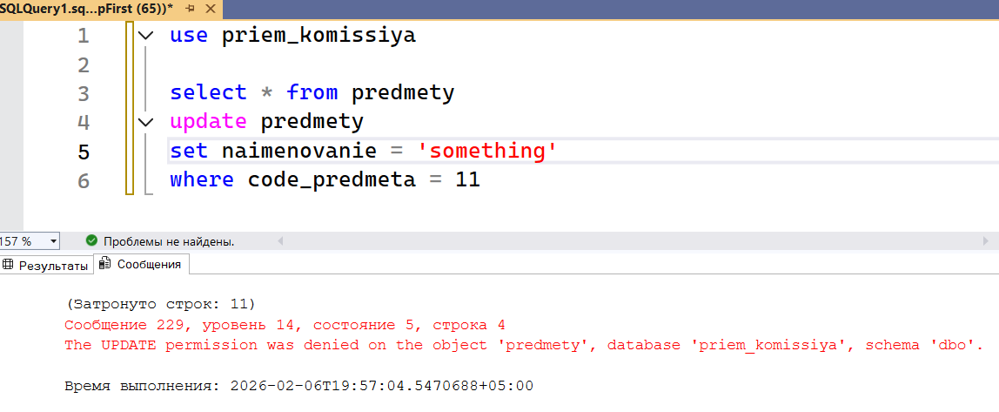 SQLQuery1.sq...pFirst (65))*
1 use priem_komissiya
2
3 select * from predmety
4 update predmety
5 set naimenovanie = 'something'
6 where code_predmeta = 11
157 %
Проблемы не найдены.
Результаты Сообщения
(Затронуто строк: 11)
Сообщение 229, уровень 14, состояние 5, строка 4
The UPDATE permission was denied on the object 'predmety', database 'priem_komissiya', schema 'dbo'.
Время выполнения: 2026-02-06T19:57:04.5470688+05:00